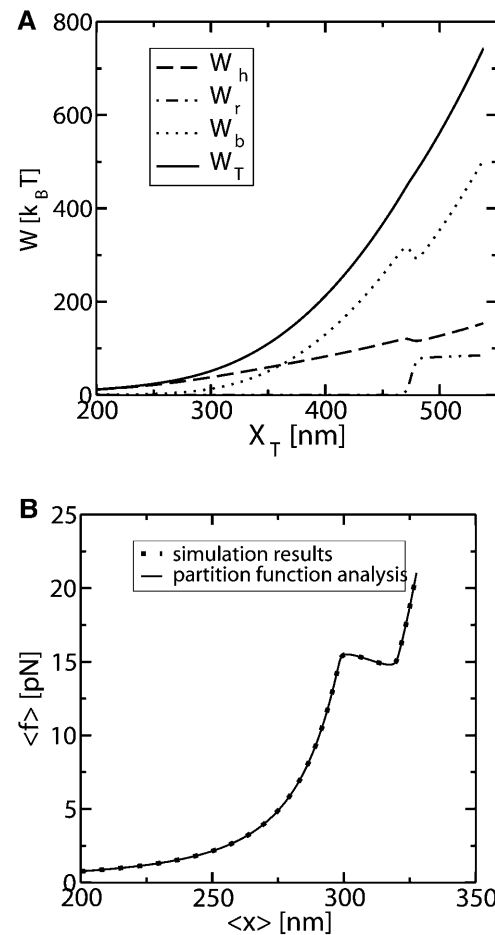 A
800
600
400
200
0
W [k_B T]
W_h
W_r
W_b
W_T
200 300 400 500
X_T [nm]
B
25
20
15
10
5
0
<f> [pN]
simulation results
partition function analysis
200 250 300 350
<x> [nm]